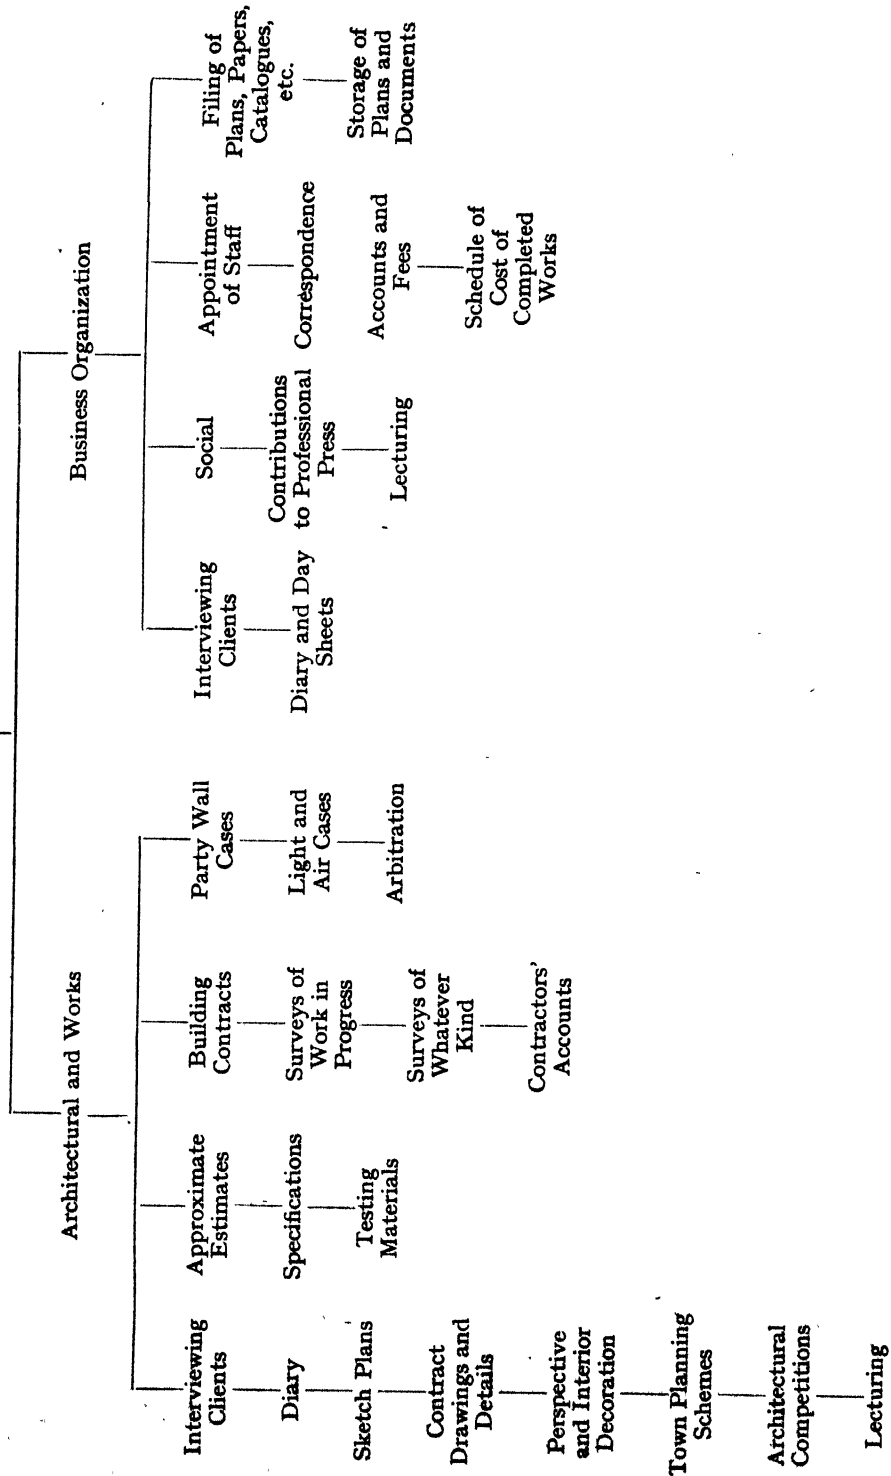 Architectural and Works
Business Organization
Interviewing
Clients
Diary
Sketch Plans
Contract
Drawings and
Details
Perspective
and Interior
Decoration
Town Planning
Schemes
Architectural
Competitions
Lecturing
Approximate
Estimates
Specifications
Testing
Materials
Building
Contracts
Surveys of
Work in
Progress
Surveys of
Whatever
Kind
Contractors'
Accounts
Party Wall
Cases
Light and
Air Cases
Arbitration
Interviewing
Clients
Diary and Day
Sheets
Social
Contributions
to Professional
Press
Lecturing
Appointment
of Staff
Correspondence
Accounts and
Fees
Schedule of
Cost of
Completed
Works
Filing of
Plans, Papers,
Catalogues,
etc.
Storage of
Plans and
Documents